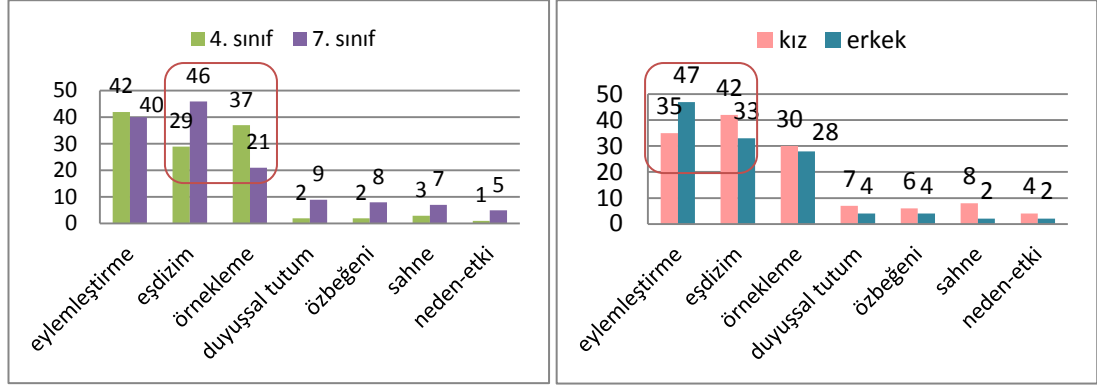 4. sınıf 7. sınıf
50
40
30
20
10
0
42
40
29
46
37
21
2
9
2
8
3
7
1
5
eylemleştirme
eşdizim
örnekleme
duyuşsal tutum
özbeğeni
sahne
neden-etki
kız erkek
50
40
30
20
10
0
35
47
42
33
30
28
7
4
6
4
8
2
4
2
eylemleştirme
eşdizim
örnekleme
duyuşsal tutum
özbeğeni
sahne
neden-etki